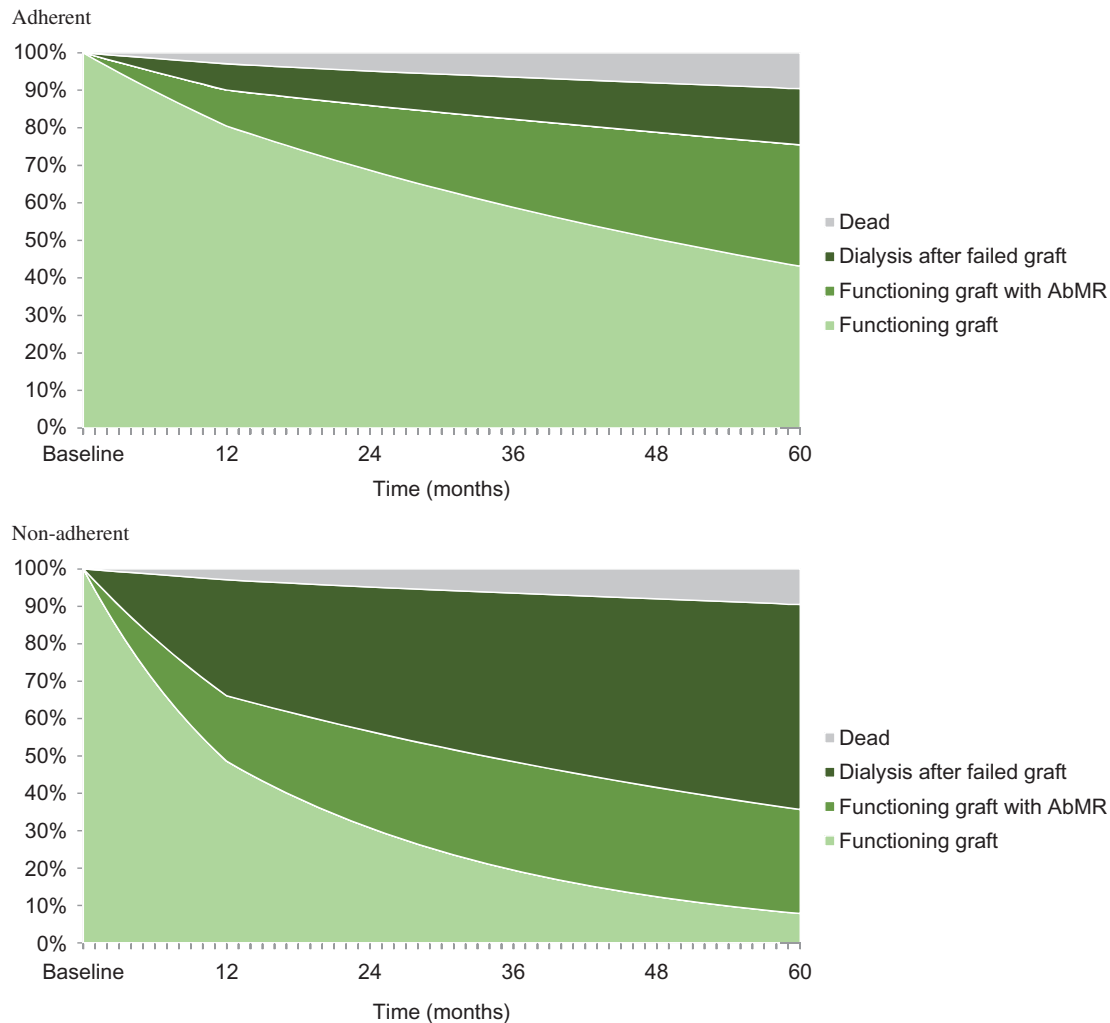 Adherent
100%
90%
80%
70%
60%
50%
40%
30%
20%
10%
0%
Baseline 12 24 36 48 60
Time (months)
Dead
Dialysis after failed graft
Functioning graft with AbMR
Functioning graft
Non-adherent
100%
90%
80%
70%
60%
50%
40%
30%
20%
10%
0%
Baseline 12 24 36 48 60
Time (months)
Dead
Dialysis after failed graft
Functioning graft with AbMR
Functioning graft